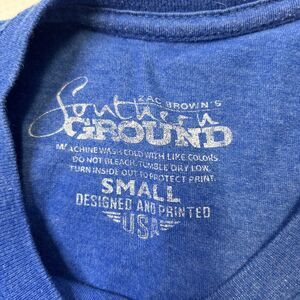 ZAC BROWN'S
Southern
GROUND
MACHINE WASH COLD WITH LIKE COLORS.
DO NOT BLEACH. TUMBLE DRY LOW.
TURN INSIDE OUT TO PROTECT PRINT.
SMALL
DESIGNED AND PRINTED
USA